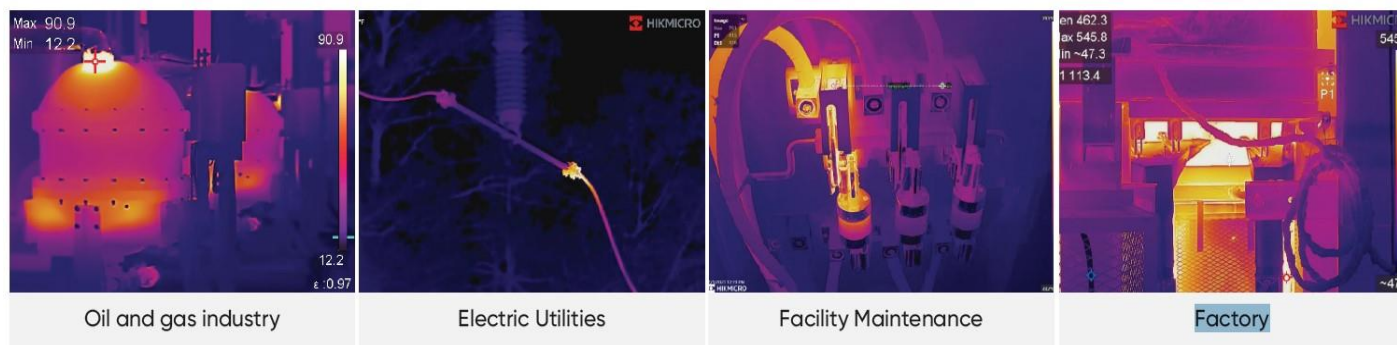 Max 90.9
Min 12.2
90.9
12.2
ε :0.97
Oil and gas industry
HIKMICRO
Electric Utilities
Image
HIKMICRO
Facility Maintenance
HIKMICRO
en 462.3
ax 545.8
in ~47.3
1 113.4
545
P1
~47
Factory